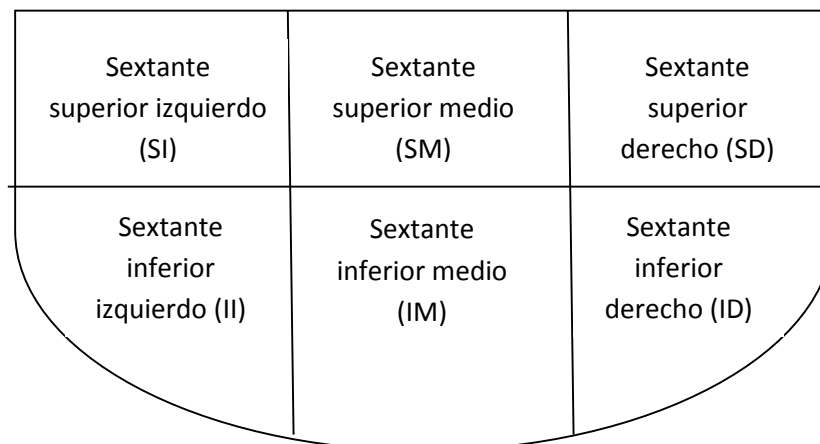 Sextante
superior izquierdo
(SI)
Sextante
superior medio
(SM)
Sextante
superior
derecho (SD)
Sextante
inferior
izquierdo (II)
Sextante
inferior medio
(IM)
Sextante
inferior
derecho (ID)